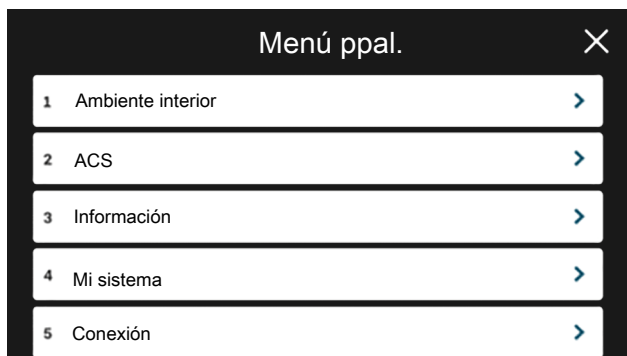 Menú ppal.
1 Ambiente interior
2 ACS
3 Información
4 Mi sistema
5 Conexión